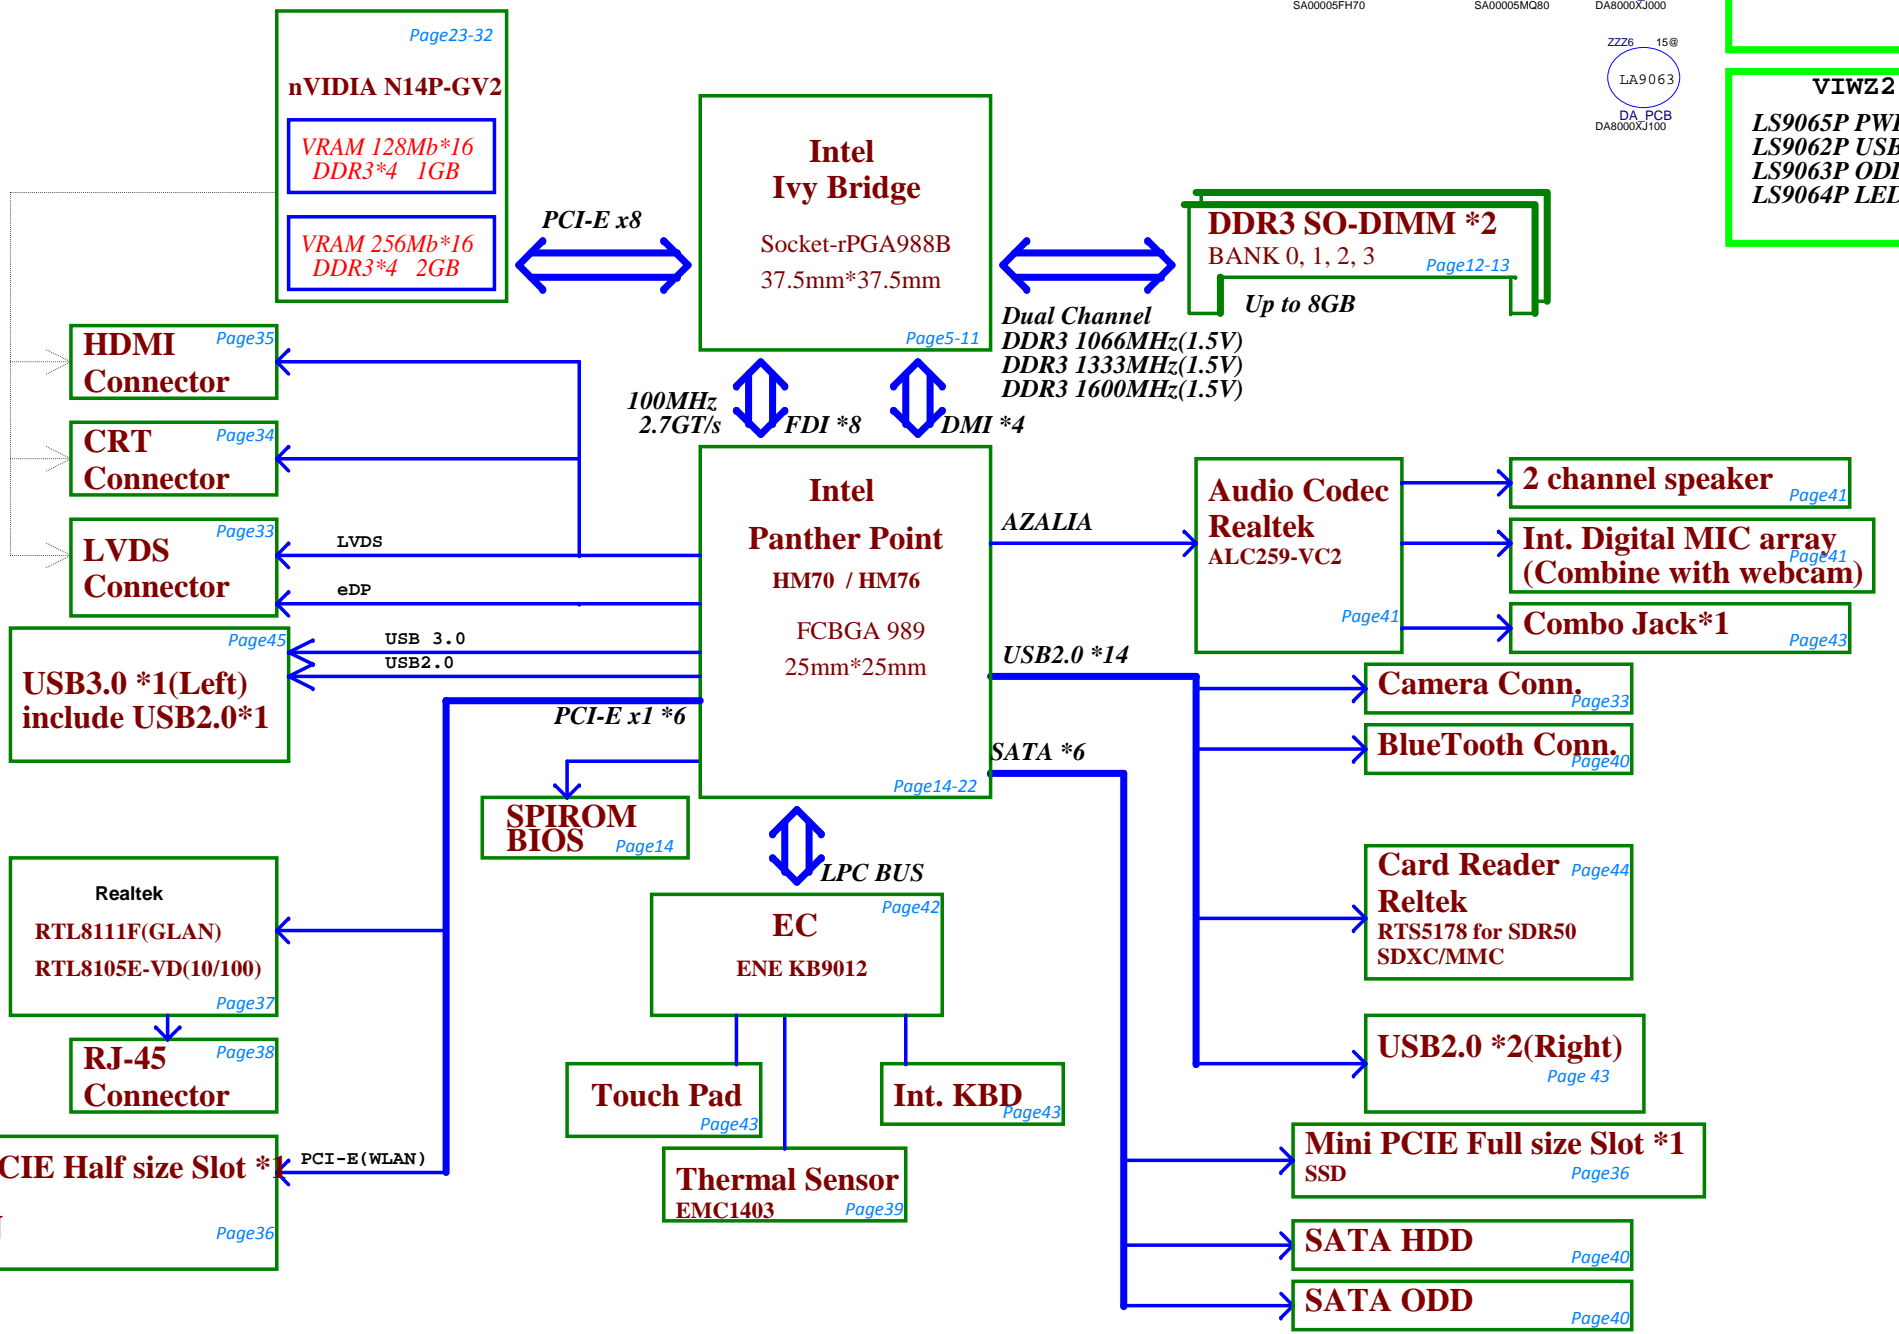 SA00005FH70
SA00005MQ80
DA8000XJ000
ZZZ6 15@
LA9063
DA_PCB
DA8000XJ100
VIWZ2
LS9065P
LS9062P USB
LS9063P
LS9064P LED
Page23-32
nVIDIA N14P-GV2
VRAM 128Mb*16
DDR3*4 1GB
VRAM 256Mb*16
DDR3*4 2GB
PCI-E x8
Intel
Ivy Bridge
Socket-rPGA988B
37.5mm*37.5mm
Page5-11
DDR3 SO-DIMM *2
BANK 0, 1, 2, 3
Page12-13
Up to 8GB
Dual Channel
DDR3 1066MHz(1.5V)
DDR3 1333MHz(1.5V)
DDR3 1600MHz(1.5V)
HDMI
Connector
Page35
CRT
Connector
Page34
LVDS
Connector
Page33
100MHz
2.7GT/s
FDI *8
DMI *4
Intel
Panther Point
HM70 / HM76
FCBGA 989
25mm*25mm
Page14-22
LVDS
eDP
USB 3.0
USB2.0
Page45
USB3.0 *1(Left)
include USB2.0*1
PCI-E x1 *6
AZALIA
Audio Codec
Realtek
ALC259-VC2
Page41
2 channel speaker
Page41
Int. Digital MIC array
Page41
(Combine with webcam)
Combo Jack*1
Page43
USB2.0 *14
Camera Conn.
Page33
BlueTooth Conn.
Page40
SATA *6
SPIROM
BIOS
Page14
LPC BUS
Page42
EC
ENE KB9012
Realtek
RTL8111F(GLAN)
RTL8105E-VD(10/100)
Page37
RJ-45
Connector
Page38
Card Reader
Page44
Reltek
RTS5178 for SDR50
SDXC/MMC
USB2.0 *2(Right)
Page 43
Touch Pad
Page43
Int. KBD
Page43
Thermal Sensor
EMC1403
Page39
CIE Half size Slot *1
PCI-E(WLAN)
Page36
Mini PCIE Full size Slot *1
SSD
Page36
SATA HDD
Page40
SATA ODD
Page40